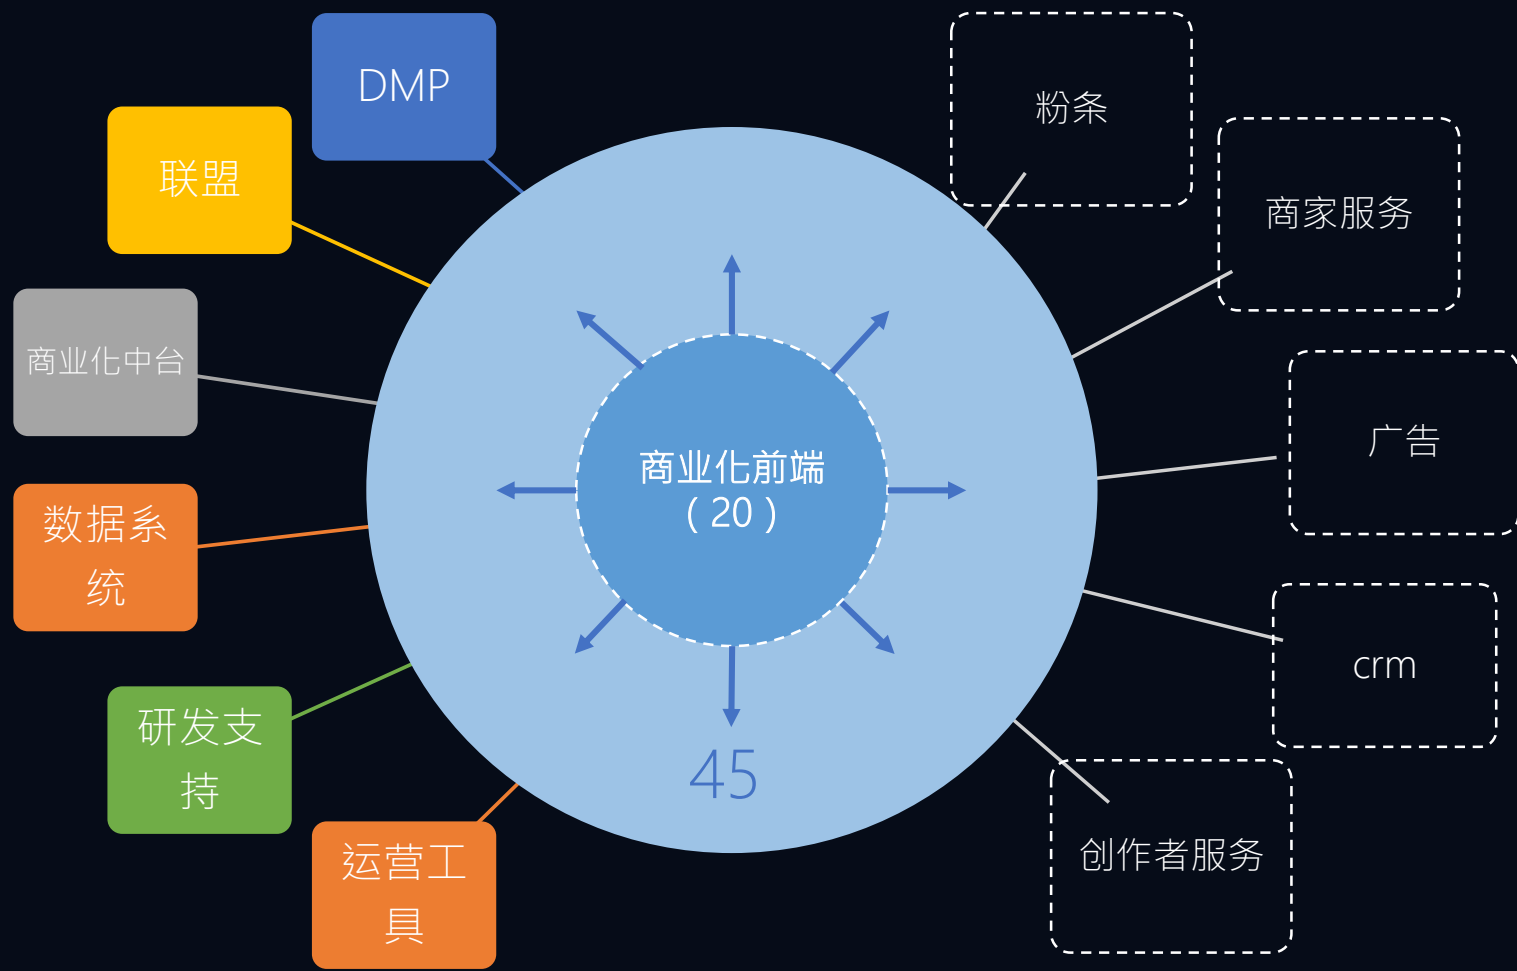 DMP
联盟
商业化中台
数据系
统
研发支
持
运营工
具
商业化前端
（20）
45
粉条
商家服务
广告
crm
创作者服务